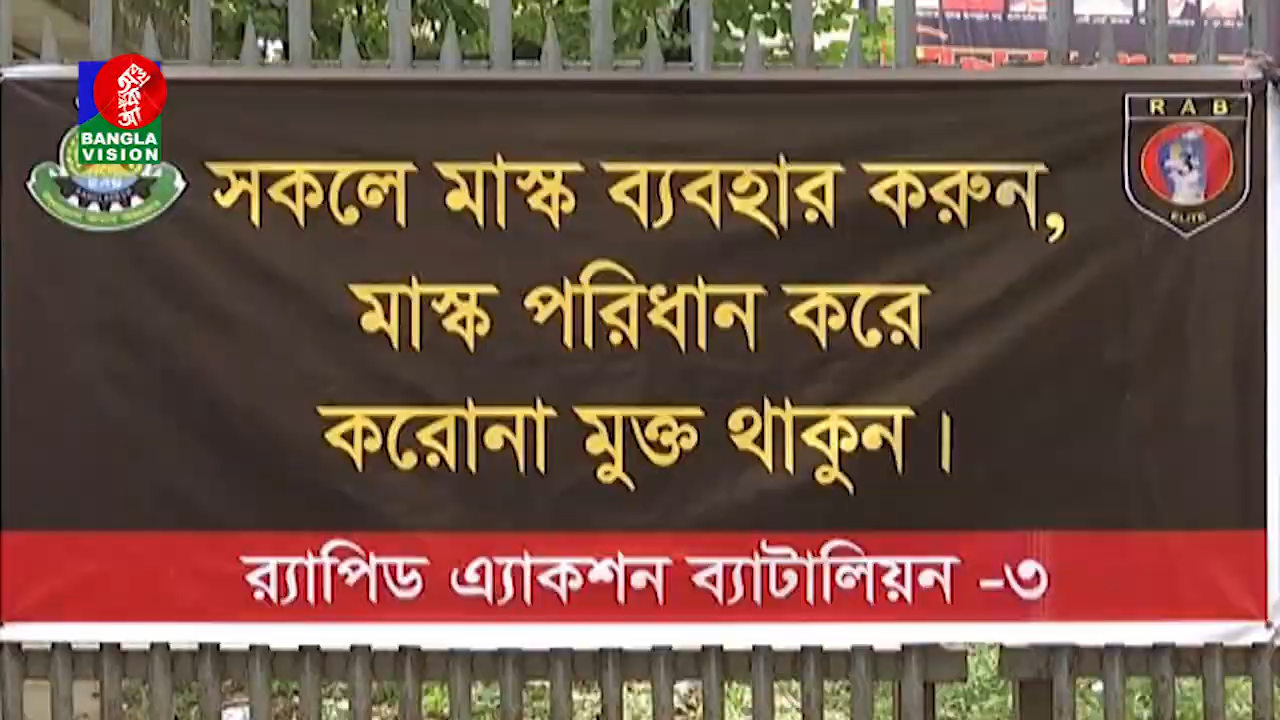 BANGLA
VISION
RAB
ELITE
সকলে মাস্ক ব্যবহার করুন,
মাস্ক পরিধান করে
করোনা মুক্ত থাকুন।
র‍্যাপিড এ্যাকশন ব্যাটালিয়ন -৩